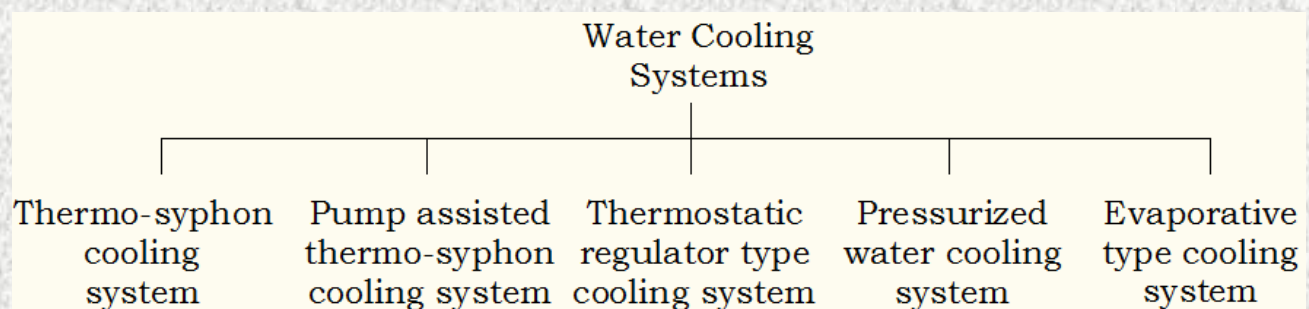 Water Cooling
Systems
Thermo-syphon
cooling
system
Pump assisted
thermo-syphon
cooling system
Thermostatic
regulator type
cooling system
Pressurized
water cooling
system
Evaporative
type cooling
system